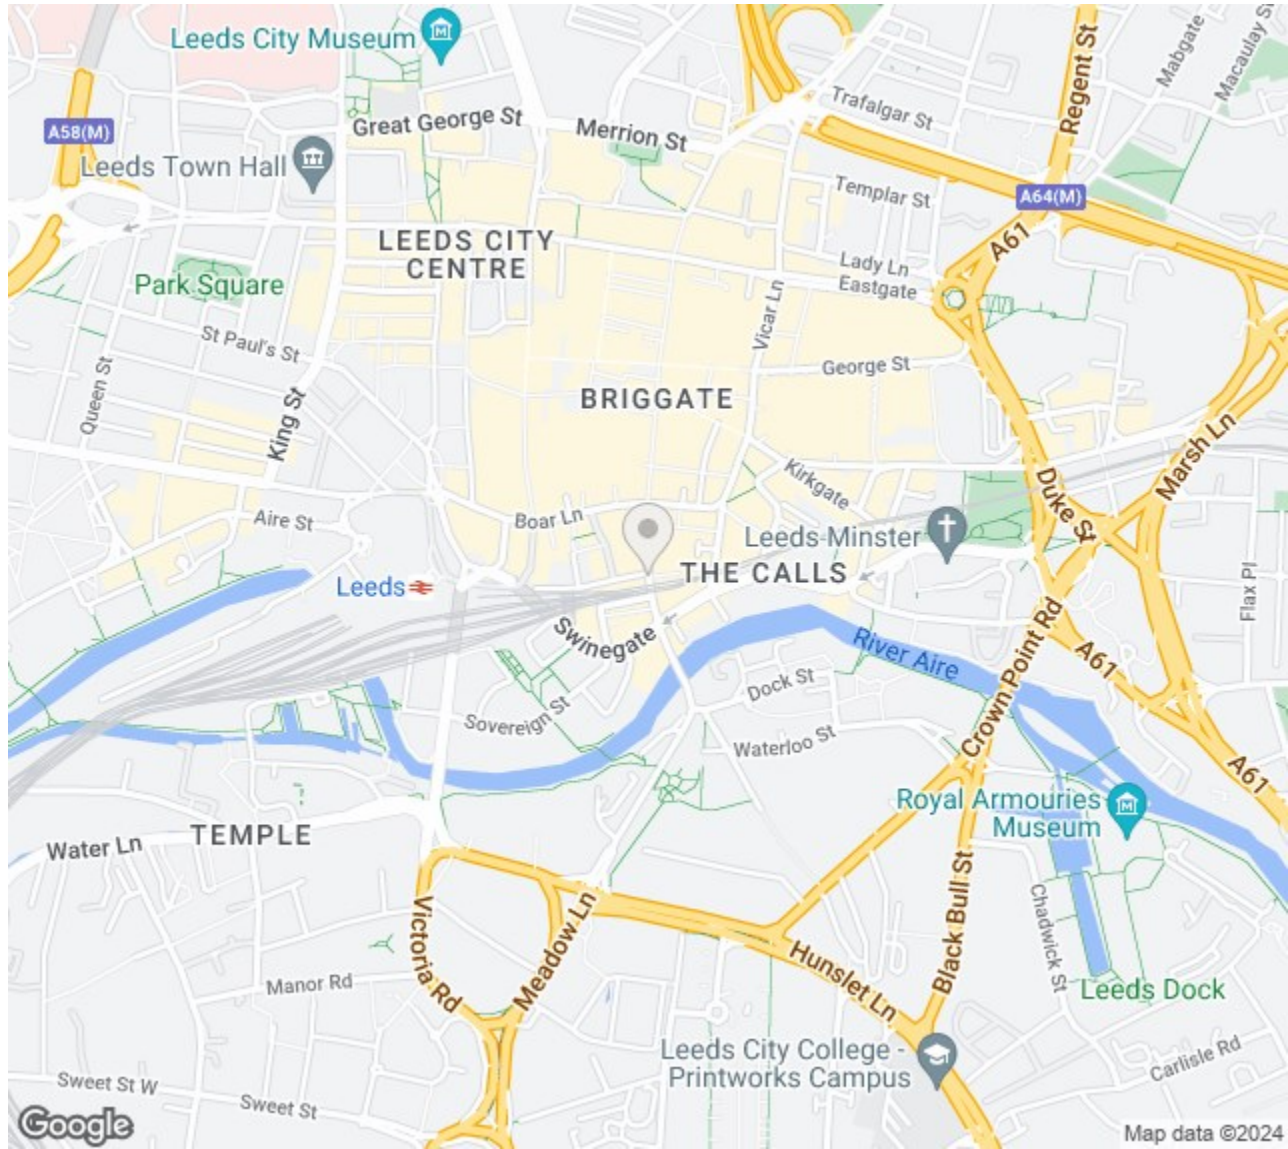 Leeds City Museum
Regent St
Mabgate
Macaulay St
A58(M)
Great George St
Merrion St
Trafalgar St
Leeds Town Hall
Templar St
A64(M)
LEEDS CITY
CENTRE
A61
Lady Ln
Eastgate
Park Square
Vicar Ln
St Paul's St
George St
Queen St
King St
BRIGGATE
Marsh Ln
Kirkgate
Duke St
Aire St
Boar Ln
Leeds Minster
THE CALLS
Leeds
Flax Pl
Swinegate
River Aire
Crown Point Rd
A61
Dock St
Sovereign St
Waterloo St
A61
Royal Armouries
Museum
TEMPLE
Water Ln
Victoria Rd
Meadow Ln
Black Bull St
Chadwick St
Hunslet Ln
Manor Rd
Leeds Dock
Leeds City College -
Printworks Campus
Carlisle Rd
Sweet St W
Sweet St
Google
Map data ©2024